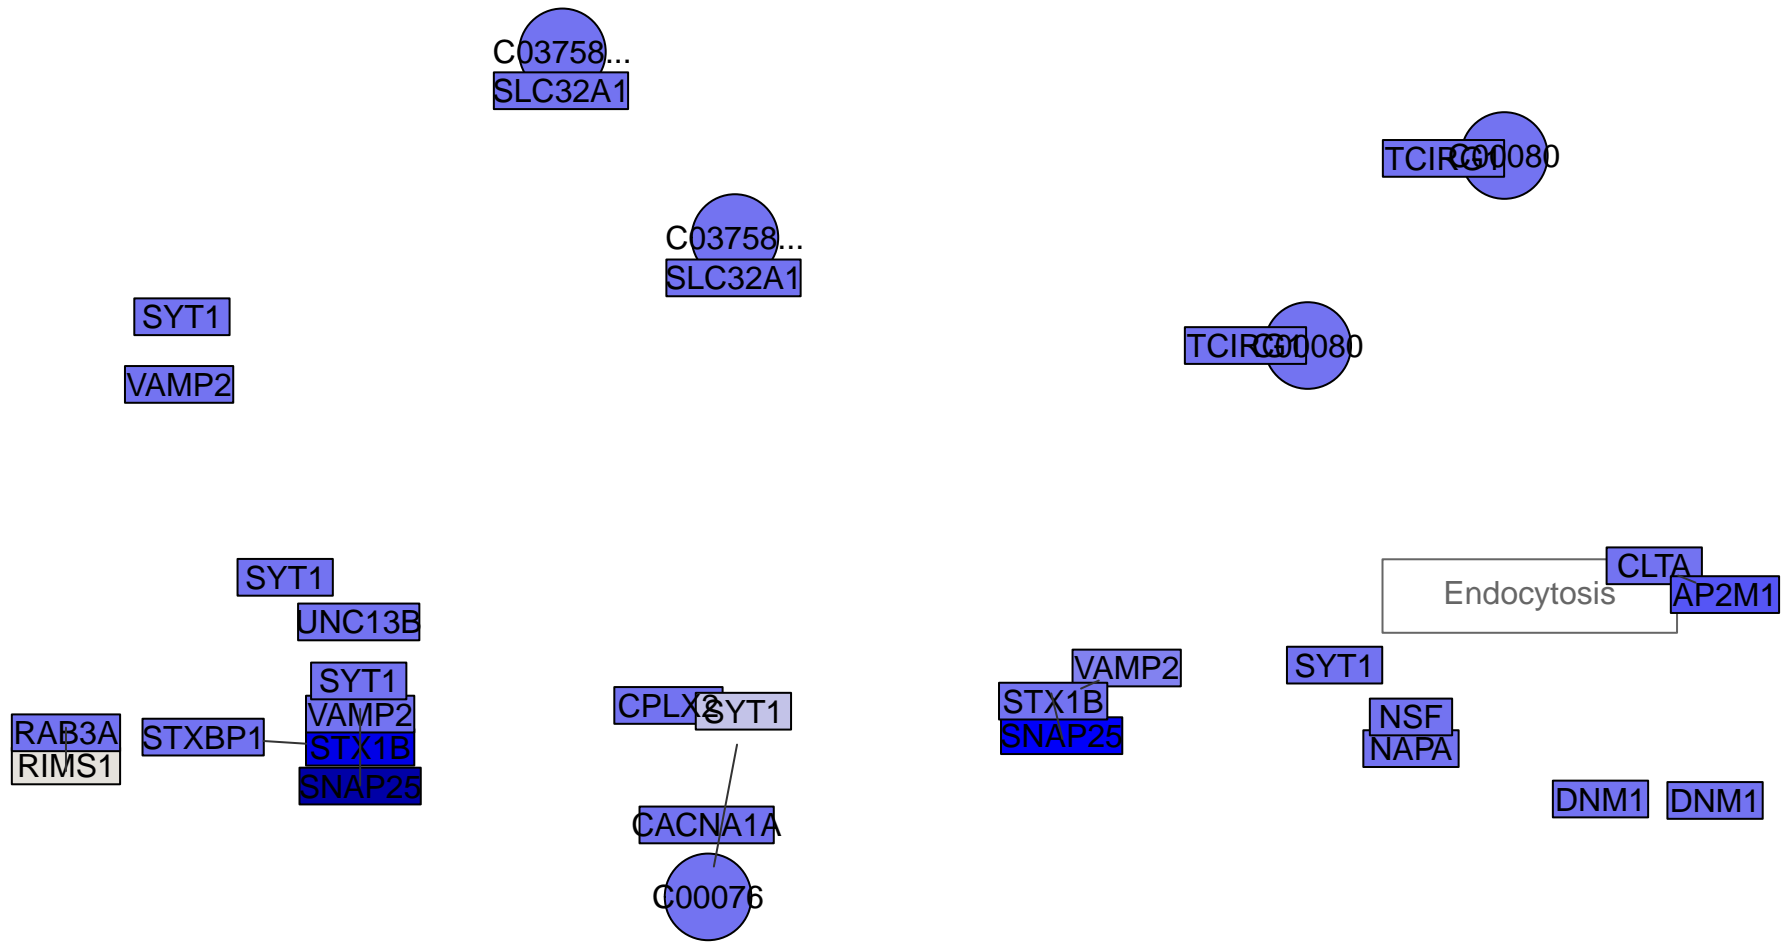 C03758...
SLC32A1
TCIRG1
C00080
C03758...
SLC32A1
SYT1
TCIRG1
C00080
VAMP2
SYT1
CLTA
Endocytosis
AP2M1
UNC13B
SYT1
VAMP2
SYT1
STX1B
CPLX2
SYT1
VAMP2
NSF
RAB3A
STXBP1
STX1B
SNAP25
NAPA
RIMS1
SNAP25
DNM1
DNM1
CACNA1A
C00076